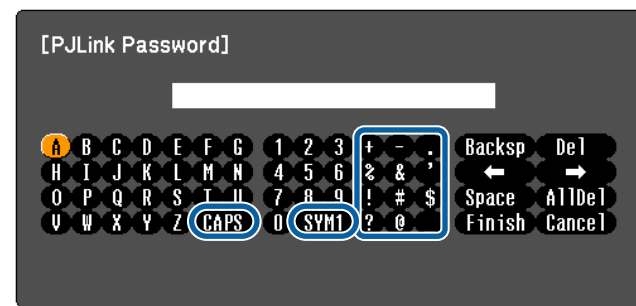 [PJLink Password]
A B C D E F G 1 2 3 + - . Backsp Del
H I J K L M N 4 5 6 % & ' ← →
O P Q R S T U 7 8 9 ! # $ Space AllDel
V W X Y Z CAPS 0 SYM1 ? @ Finish Cancel